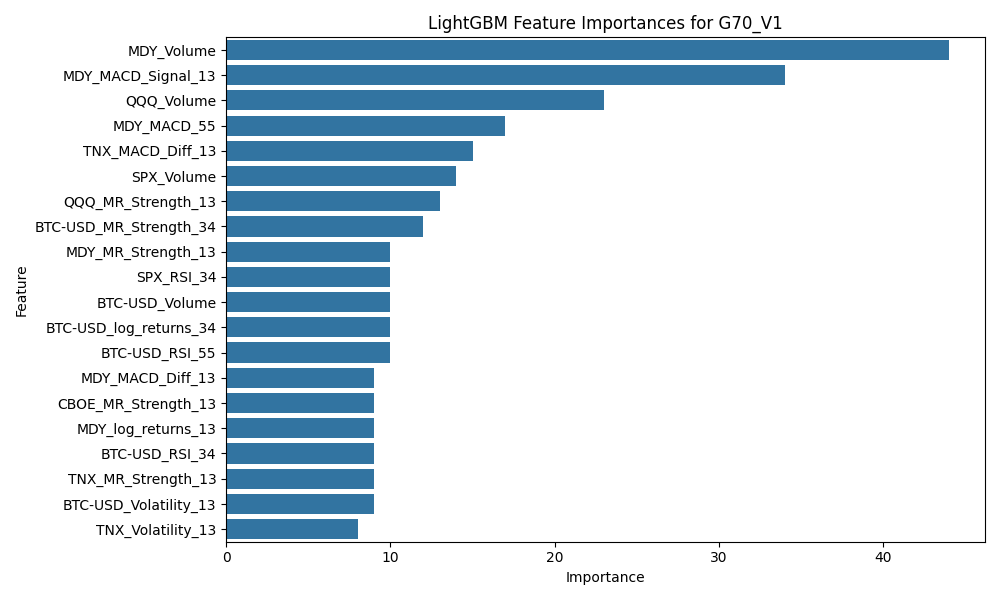 LightGBM Feature Importances for G70_V1
MDY_Volume
MDY_MACD_Signal_13
QQQ_Volume
MDY_MACD_55
TNX_MACD_Diff_13
SPX_Volume
QQQ_MR_Strength_13
BTC-USD_MR_Strength_34
MDY_MR_Strength_13
SPX_RSI_34
BTC-USD_Volume
BTC-USD_log_returns_34
BTC-USD_RSI_55
MDY_MACD_Diff_13
CBOE_MR_Strength_13
MDY_log_returns_13
BTC-USD_RSI_34
TNX_MR_Strength_13
BTC-USD_Volatility_13
TNX_Volatility_13
Feature
0 10 20 30 40
Importance